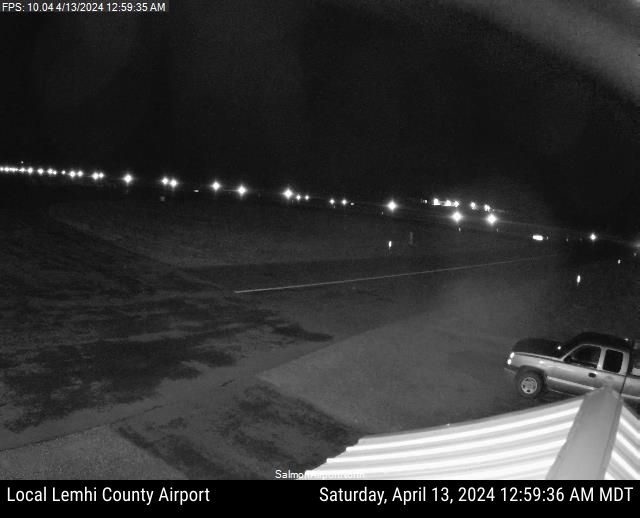 FPS: 10.04 4/13/2024 12:59:35 AM
Local Lemhi County Airport
Saturday, April 13, 2024 12:59:36 AM MDT